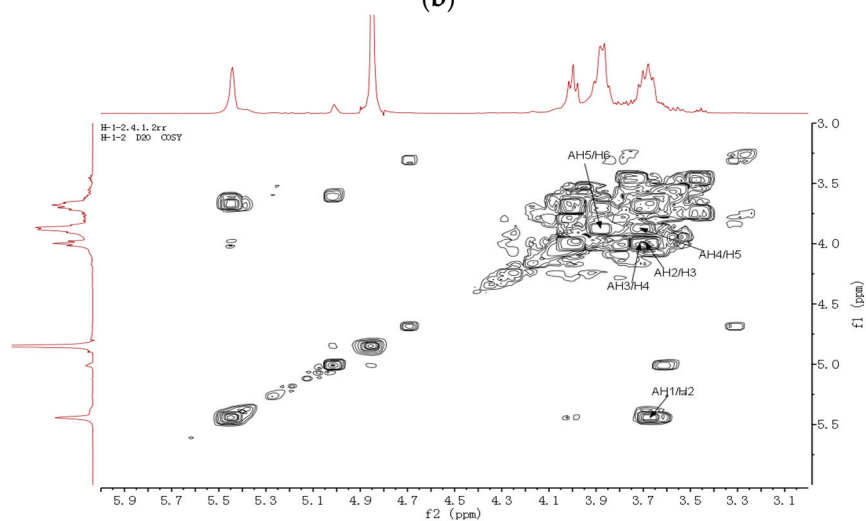 (b)
H-1-2.4.1.2rr
H-1-2 D2O COSY
AH5/H6
AH4/H5
AH3/H4
AH2/H3
AH1/H2
3.0
3.5
4.0
4.5
5.0
5.5
f1 (ppm)
5.9 5.7 5.5 5.3 5.1 4.9 4.7 4.5 4.3 4.1 3.9 3.7 3.5 3.3 3.1
f2 (ppm)